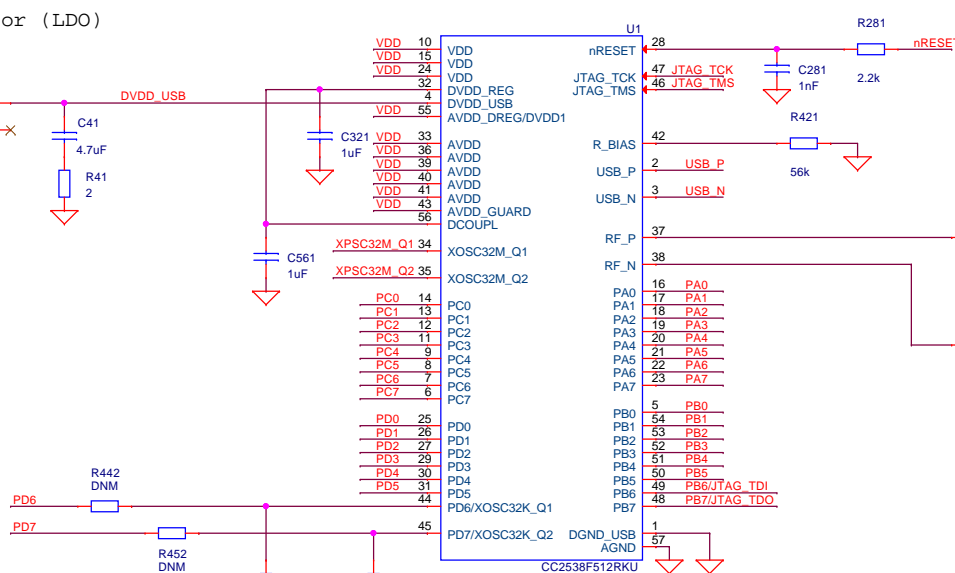 or (LDO)
U1
R281
nRESET
2.2k
C281
1nF
VDD 10 VDD
VDD 15 VDD
VDD 24 VDD
32 DVDD_REG
DVDD_USB 4 DVDD_USB
VDD 55 AVDD_DREG/DVDD1
C41
4.7uF
R41
2
C321
1uF
VDD 33 AVDD
VDD 36 AVDD
VDD 39 AVDD
VDD 40 AVDD
VDD 41 AVDD
VDD 43 AVDD_GUARD
56 DCOUPL
C561
1uF
XPSC32M_Q1 34 XOSC32M_Q1
XPSC32M_Q2 35 XOSC32M_Q2
PC0 14 PC0
PC1 13 PC1
PC2 12 PC2
PC3 11 PC3
PC4 9 PC4
PC5 8 PC5
PC6 7 PC6
PC7 6 PC7
PD0 25 PD0
PD1 26 PD1
PD2 27 PD2
PD3 29 PD3
PD4 30 PD4
PD5 31 PD5
R442
DNM
PD6 44 PD6/XOSC32K_Q1
PD7 45 PD7/XOSC32K_Q2
R452
DNM
nRESET 28
JTAG_TCK 47 JTAG_TCK
JTAG_TMS 46 JTAG_TMS
R421
56k
R_BIAS 42
USB_P 2 USB_P
USB_N 3 USB_N
RF_P 37
RF_N 38
PA0 16 PA0
PA1 17 PA1
PA2 18 PA2
PA3 19 PA3
PA4 20 PA4
PA5 21 PA5
PA6 22 PA6
PA7 23 PA7
PB0 5 PB0
PB1 54 PB1
PB2 53 PB2
PB3 52 PB3
PB4 51 PB4
PB5 50 PB5
PB6 49 PB6/JTAG_TDI
PB7 48 PB7/JTAG_TDO
DGND_USB 1
AGND 57
CC2538F512RKU